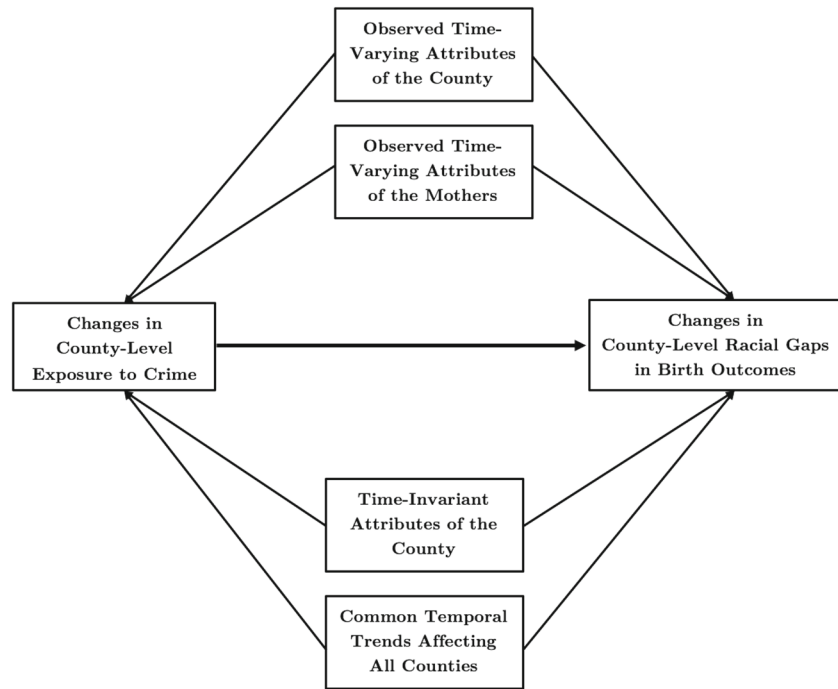 Observed Time-
Varying Attributes
of the County
Observed Time-
Varying Attributes
of the Mothers
Changes in
County-Level
Exposure to Crime
Changes in
County-Level Racial Gaps
in Birth Outcomes
Time-Invariant
Attributes of the
County
Common Temporal
Trends Affecting
All Counties